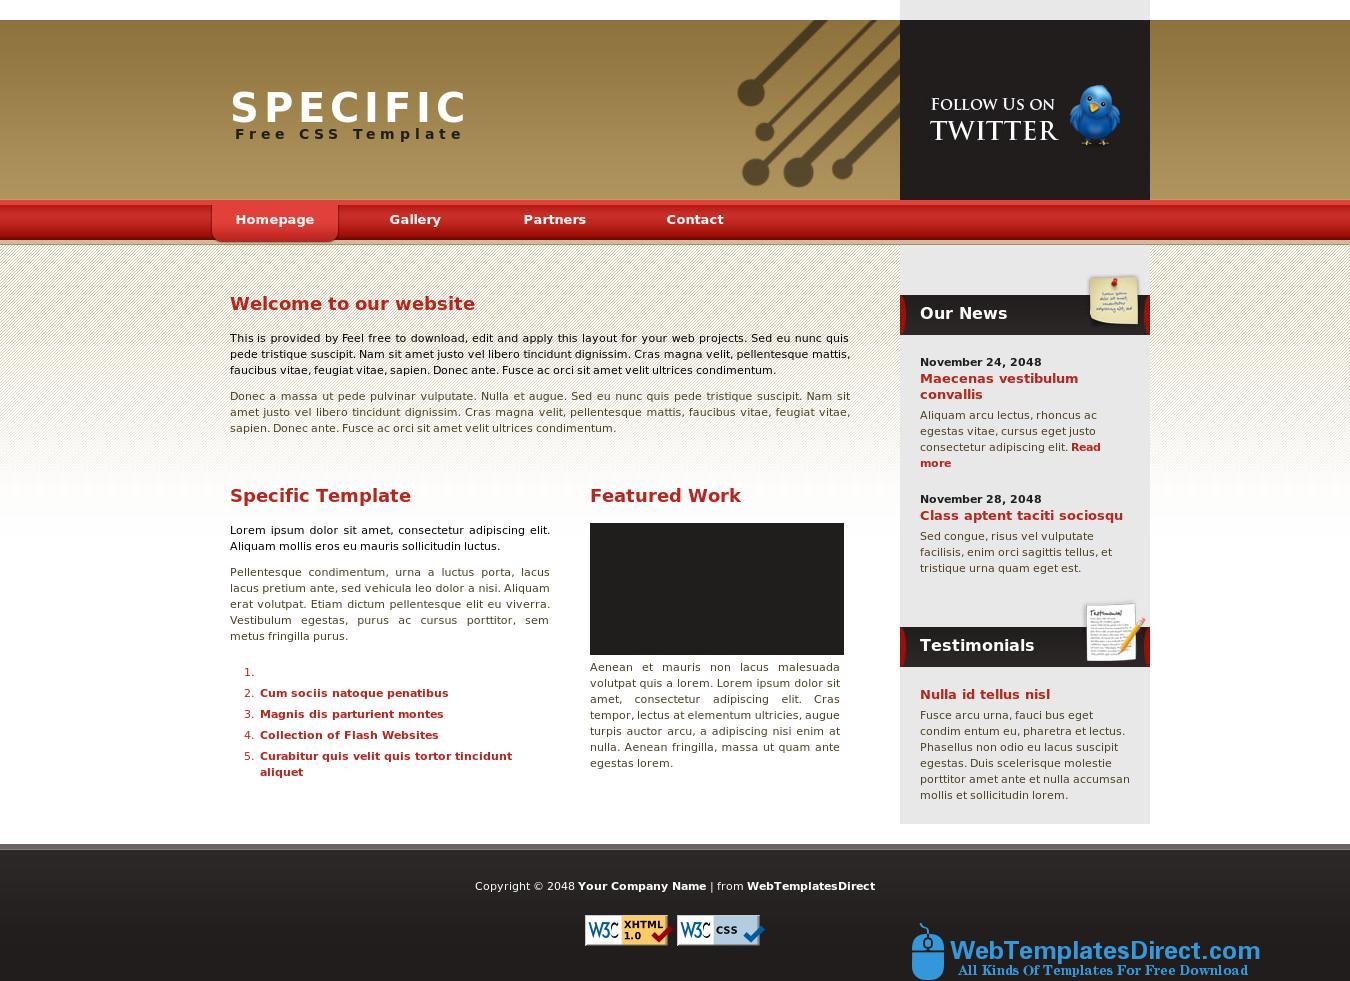 SPECIFIC
Free CSS Template
FOLLOW US ON
TWITTER
Homepage
Gallery
Partners
Contact
Welcome to our website
This is provided by Feel free to download, edit and apply this layout for your web projects. Sed eu nunc quis
pede tristique suscipit. Nam sit amet justo vel libero tincidunt dignissim. Cras magna velit, pellentesque mattis,
faucibus vitae, feugiat vitae, sapien. Donec ante. Fusce ac orci sit amet velit ultrices condimentum.
Donec a massa ut pede pulvinar vulputate. Nulla et augue. Sed eu nunc quis pede tristique suscipit. Nam sit
amet justo vel libero tincidunt dignissim. Cras magna velit, pellentesque mattis, faucibus vitae, feugiat vitae,
sapien. Donec ante. Fusce ac orci sit amet velit ultrices condimentum.
Specific Template
Lorem ipsum dolor sit amet, consectetur adipiscing elit.
Aliquam mollis eros eu mauris sollicitudin luctus.
Pellentesque condimentum, urna a luctus porta, lacus
lacus pretium ante, sed vehicula leo dolor a nisi. Aliquam
erat volutpat. Etiam dictum pellentesque elit eu viverra.
Vestibulum egestas, purus ac cursus porttitor, sem
metus fringilla purus.
1.
2. Cum sociis natoque penatibus
3. Magnis dis parturient montes
4. Collection of Flash Websites
5. Curabitur quis velit quis tortor tincidunt
aliquet
Featured Work
Aenean et mauris non lacus malesuada
volutpat quis a lorem. Lorem ipsum dolor sit
amet, consectetur adipiscing elit. Cras
tempor, lectus at elementum ultricies, augue
turpis auctor arcu, a adipiscing nisi enim at
nulla. Aenean fringilla, massa ut quam ante
egestas lorem.
Our News
November 24, 2048
Maecenas vestibulum
convallis
Aliquam arcu lectus, rhoncus ac
egestas vitae, cursus eget justo
consectetur adipiscing elit. Read
more
November 28, 2048
Class aptent taciti sociosqu
Sed congue, risus vel vulputate
facilisis, enim orci sagittis tellus, et
tristique urna quam eget est.
Testimonial
Testimonials
Nulla id tellus nisl
Fusce arcu urna, fauci bus eget
condim entum eu, pharetra et lectus.
Phasellus non odio eu lacus suscipit
egestas. Duis scelerisque molestie
porttitor amet ante et nulla accumsan
mollis et sollicitudin lorem.
Copyright © 2048 Your Company Name | from WebTemplatesDirect
W3C XHTML 1.0
W3C CSS
WebTemplatesDirect.com
All Kinds Of Templates For Free Download